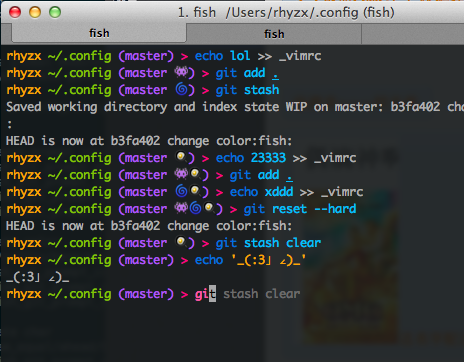 1. fish  /Users/rhyzx/.config (fish)
fish
fish
rhyzx ~/.config (master) > echo lol >> _vimrc
rhyzx ~/.config (master 👾) > git add .
rhyzx ~/.config (master 🌀) > git stash
Saved working directory and index state WIP on master: b3fa402 cha
:
HEAD is now at b3fa402 change color:fish:
rhyzx ~/.config (master 🍳) > echo 23333 >> _vimrc
rhyzx ~/.config (master 👾🍳) > git add .
rhyzx ~/.config (master 🌀🍳) > echo xddd >> _vimrc
rhyzx ~/.config (master 👾🌀🍳) > git reset --hard
HEAD is now at b3fa402 change color:fish:
rhyzx ~/.config (master 🍳) > git stash clear
rhyzx ~/.config (master) > echo '_(:3」∠)_'
_(:3」∠)_
rhyzx ~/.config (master) > git stash clear